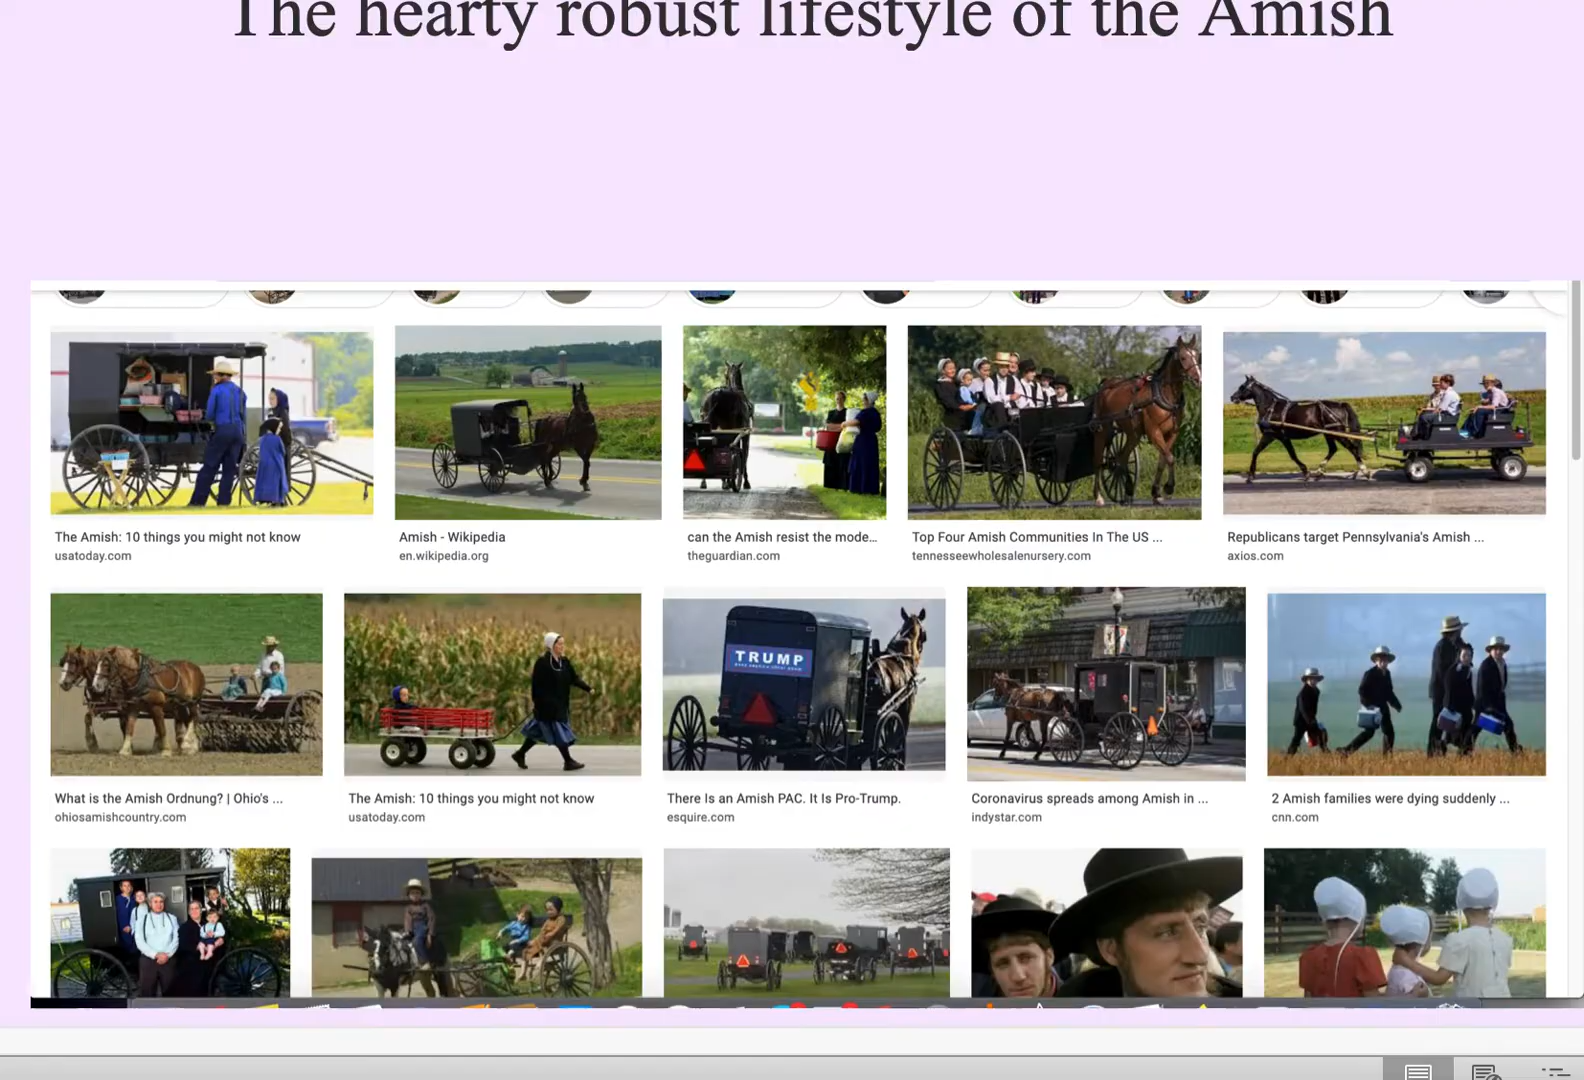 The hearty robust lifestyle of the Amish
The Amish: 10 things you might not know
usatoday.com
Amish - Wikipedia
en.wikipedia.org
can the Amish resist the mode...
theguardian.com
Top Four Amish Communities In The US ...
tennesseewholesalenursery.com
Republicans target Pennsylvania's Amish ...
axios.com
TRUMP
What is the Amish Ordnung? | Ohio's ...
ohiosamishcountry.com
The Amish: 10 things you might not know
usatoday.com
There Is an Amish PAC. It Is Pro-Trump.
esquire.com
Coronavirus spreads among Amish in ...
indystar.com
2 Amish families were dying suddenly ...
cnn.com